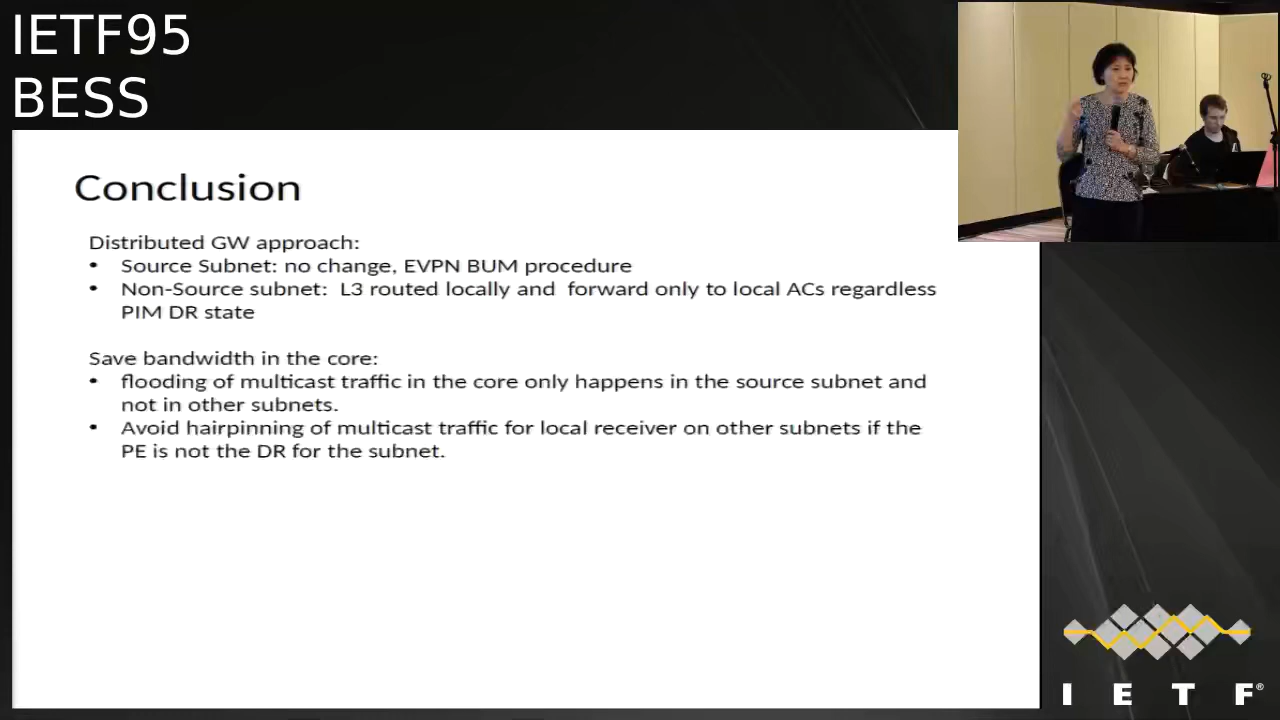 IETF95
BESS
Conclusion
Distributed GW approach:
• Source Subnet: no change, EVPN BUM procedure
• Non-Source subnet:  L3 routed locally and  forward only to local ACs regardless
PIM DR state
Save bandwidth in the core:
• flooding of multicast traffic in the core only happens in the source subnet and
not in other subnets.
• Avoid hairpinning of multicast traffic for local receiver on other subnets if the
PE is not the DR for the subnet.
I E T F®